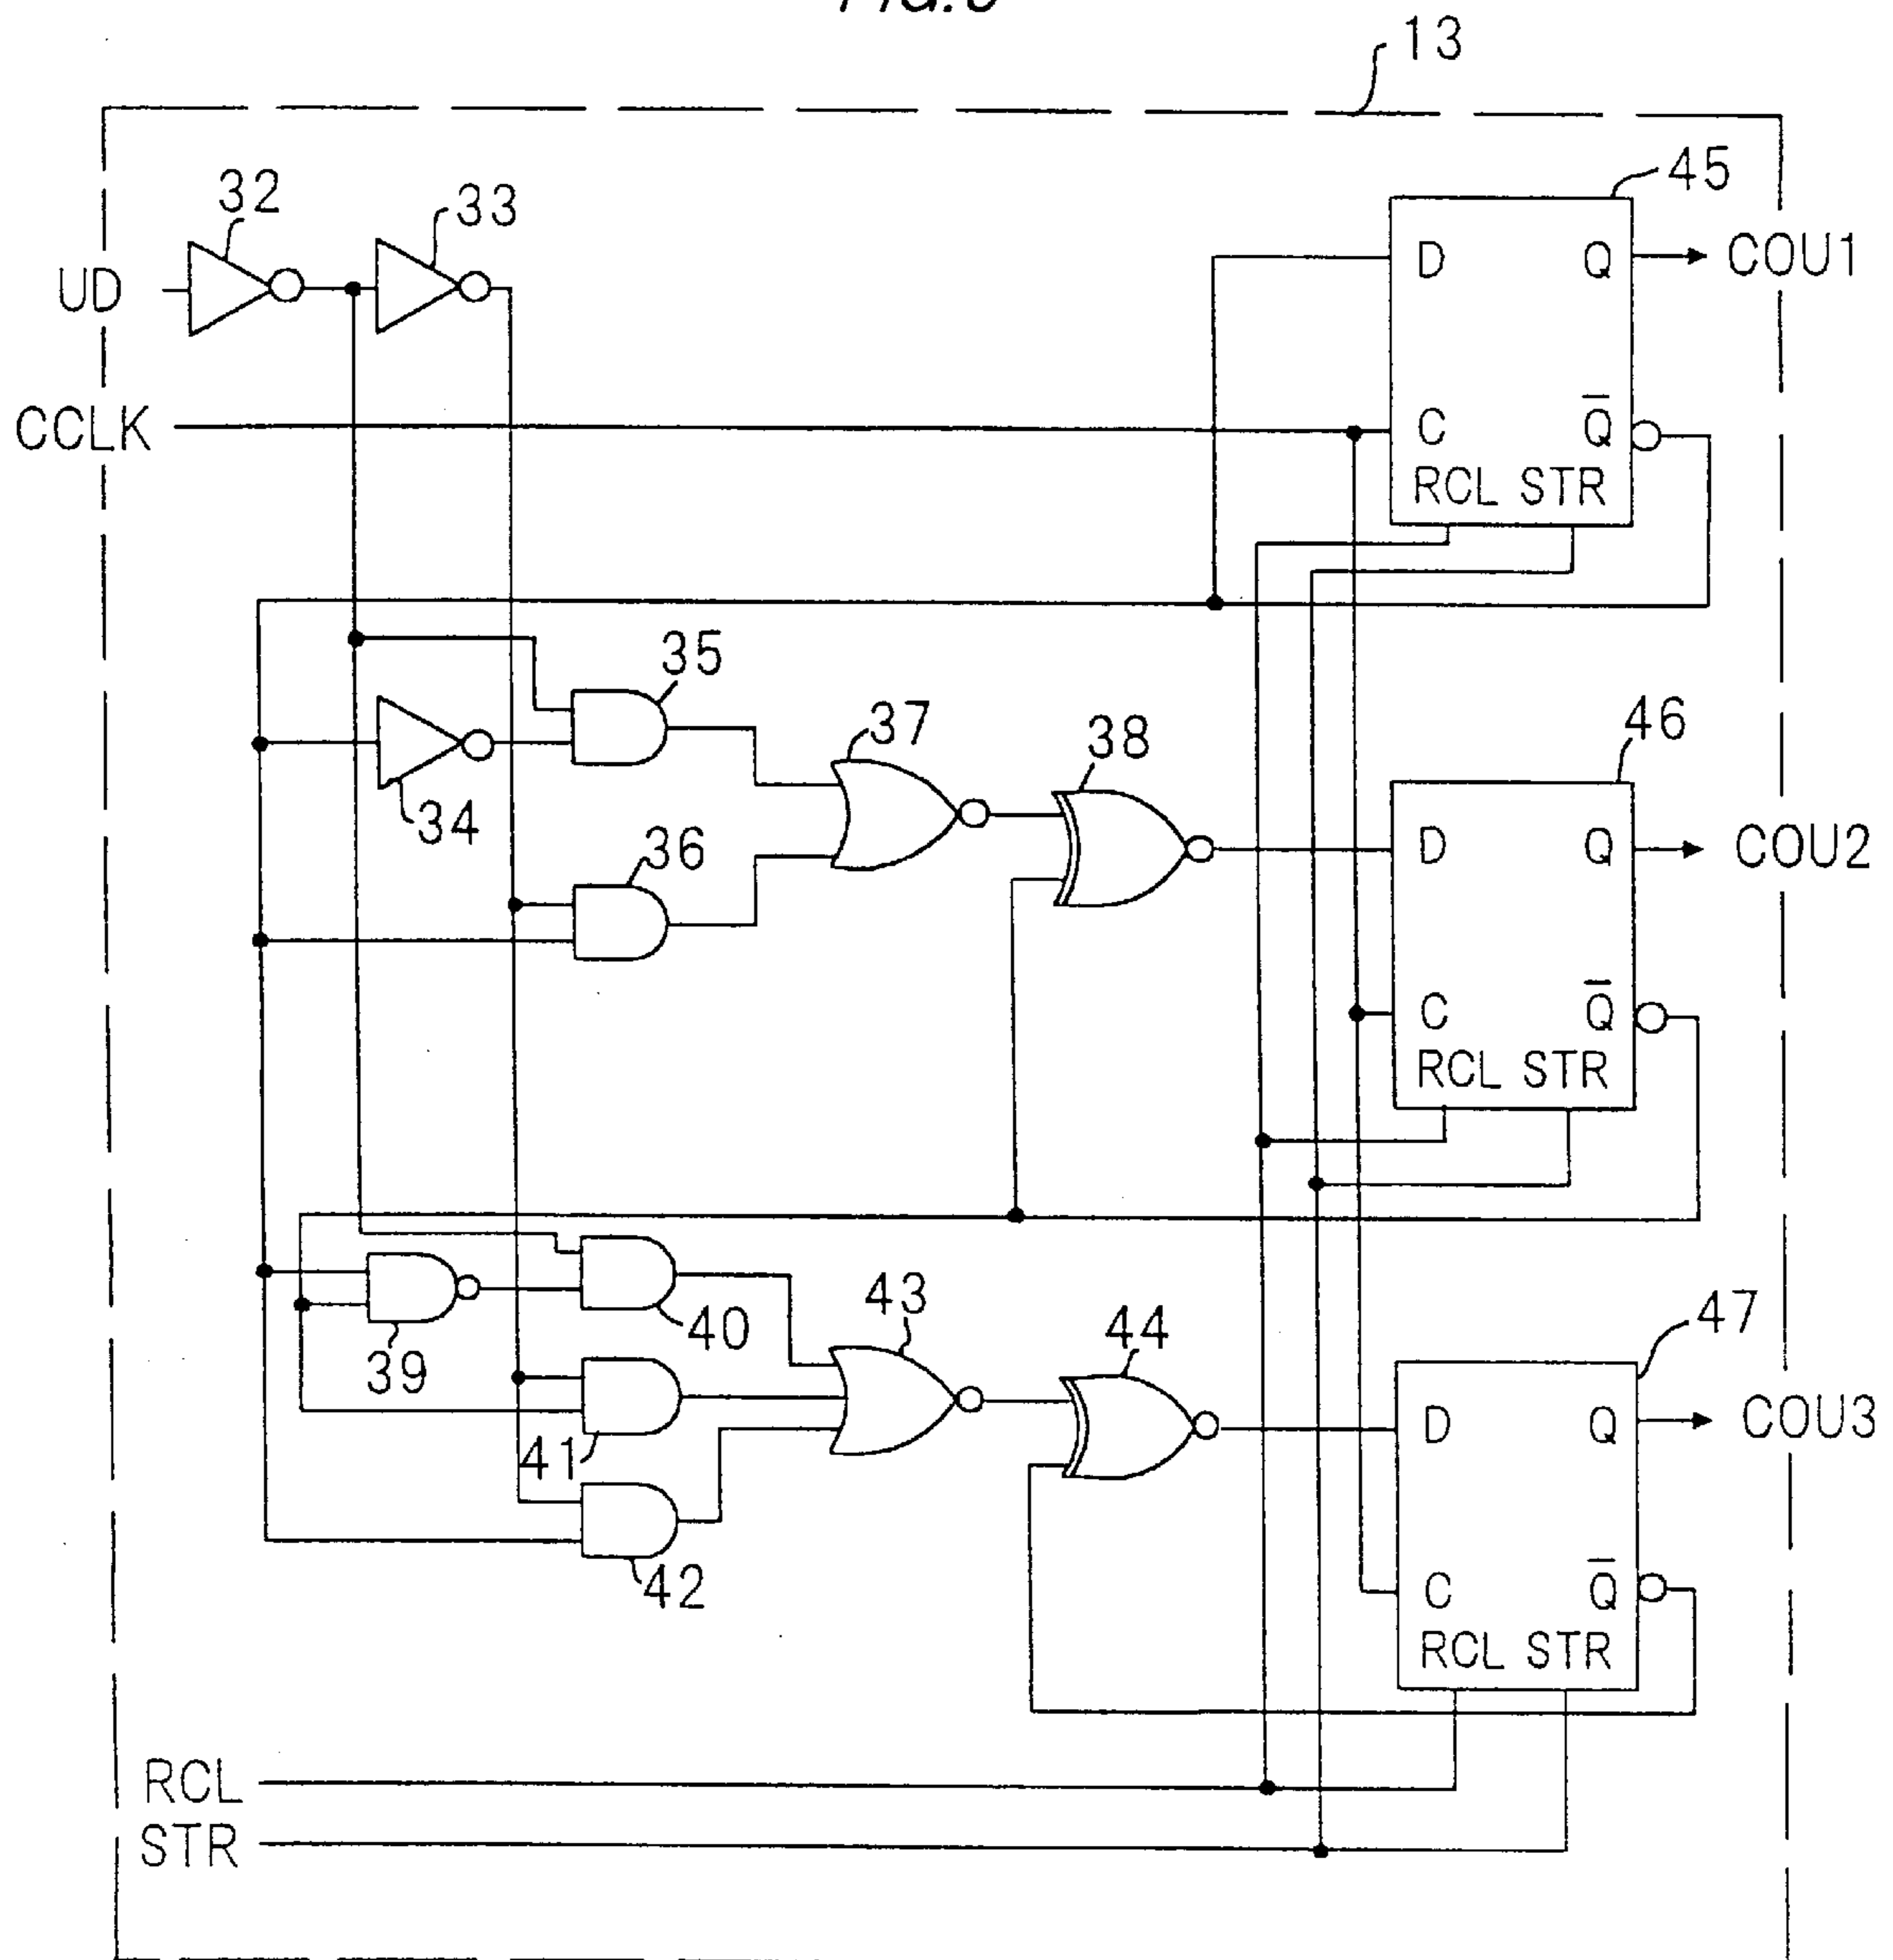 13
32
33
45
UD
D
Q
COU1
CCLK
C
Q̅
RCL STR
35
34
37
38
46
36
D
Q
COU2
C
Q̅
RCL STR
39
40
43
44
47
41
42
D
Q
COU3
C
Q̅
RCL STR
RCL
STR